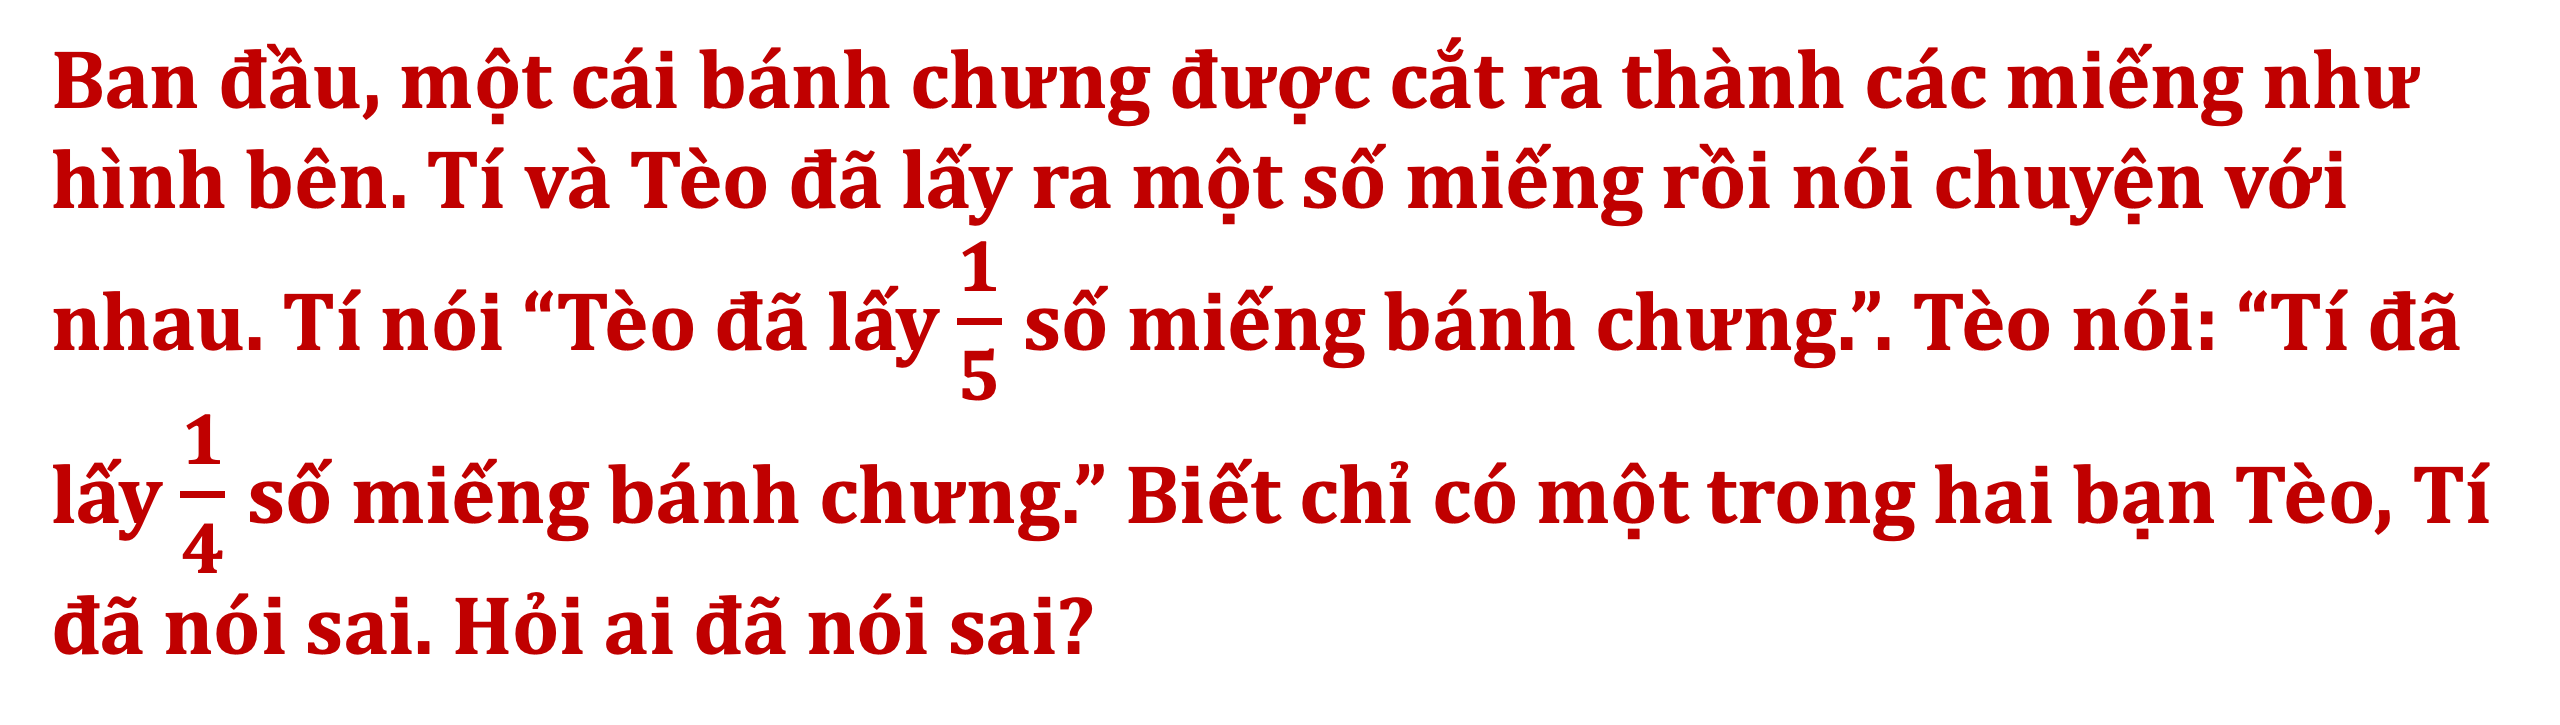 Ban đầu, một cái bánh chưng được cắt ra thành các miếng như
hình bên. Tí và Tèo đã lấy ra một số miếng rồi nói chuyện với
nhau. Tí nói “Tèo đã lấy 1/5 số miếng bánh chưng.”. Tèo nói: “Tí đã
lấy 1/4 số miếng bánh chưng.” Biết chỉ có một trong hai bạn Tèo, Tí
đã nói sai. Hỏi ai đã nói sai?